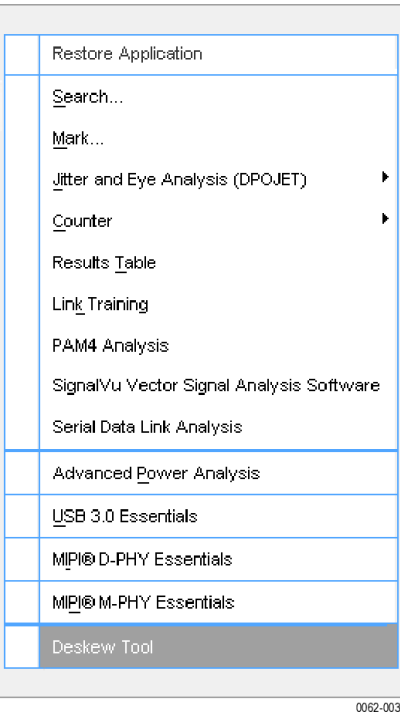 Restore Application
Search...
Mark...
Jitter and Eye Analysis (DPOJET)
Counter
Results Table
Link Training
PAM4 Analysis
SignalVu Vector Signal Analysis Software
Serial Data Link Analysis
Advanced Power Analysis
USB 3.0 Essentials
MIPI® D-PHY Essentials
MIPI® M-PHY Essentials
Deskew Tool
0062-003